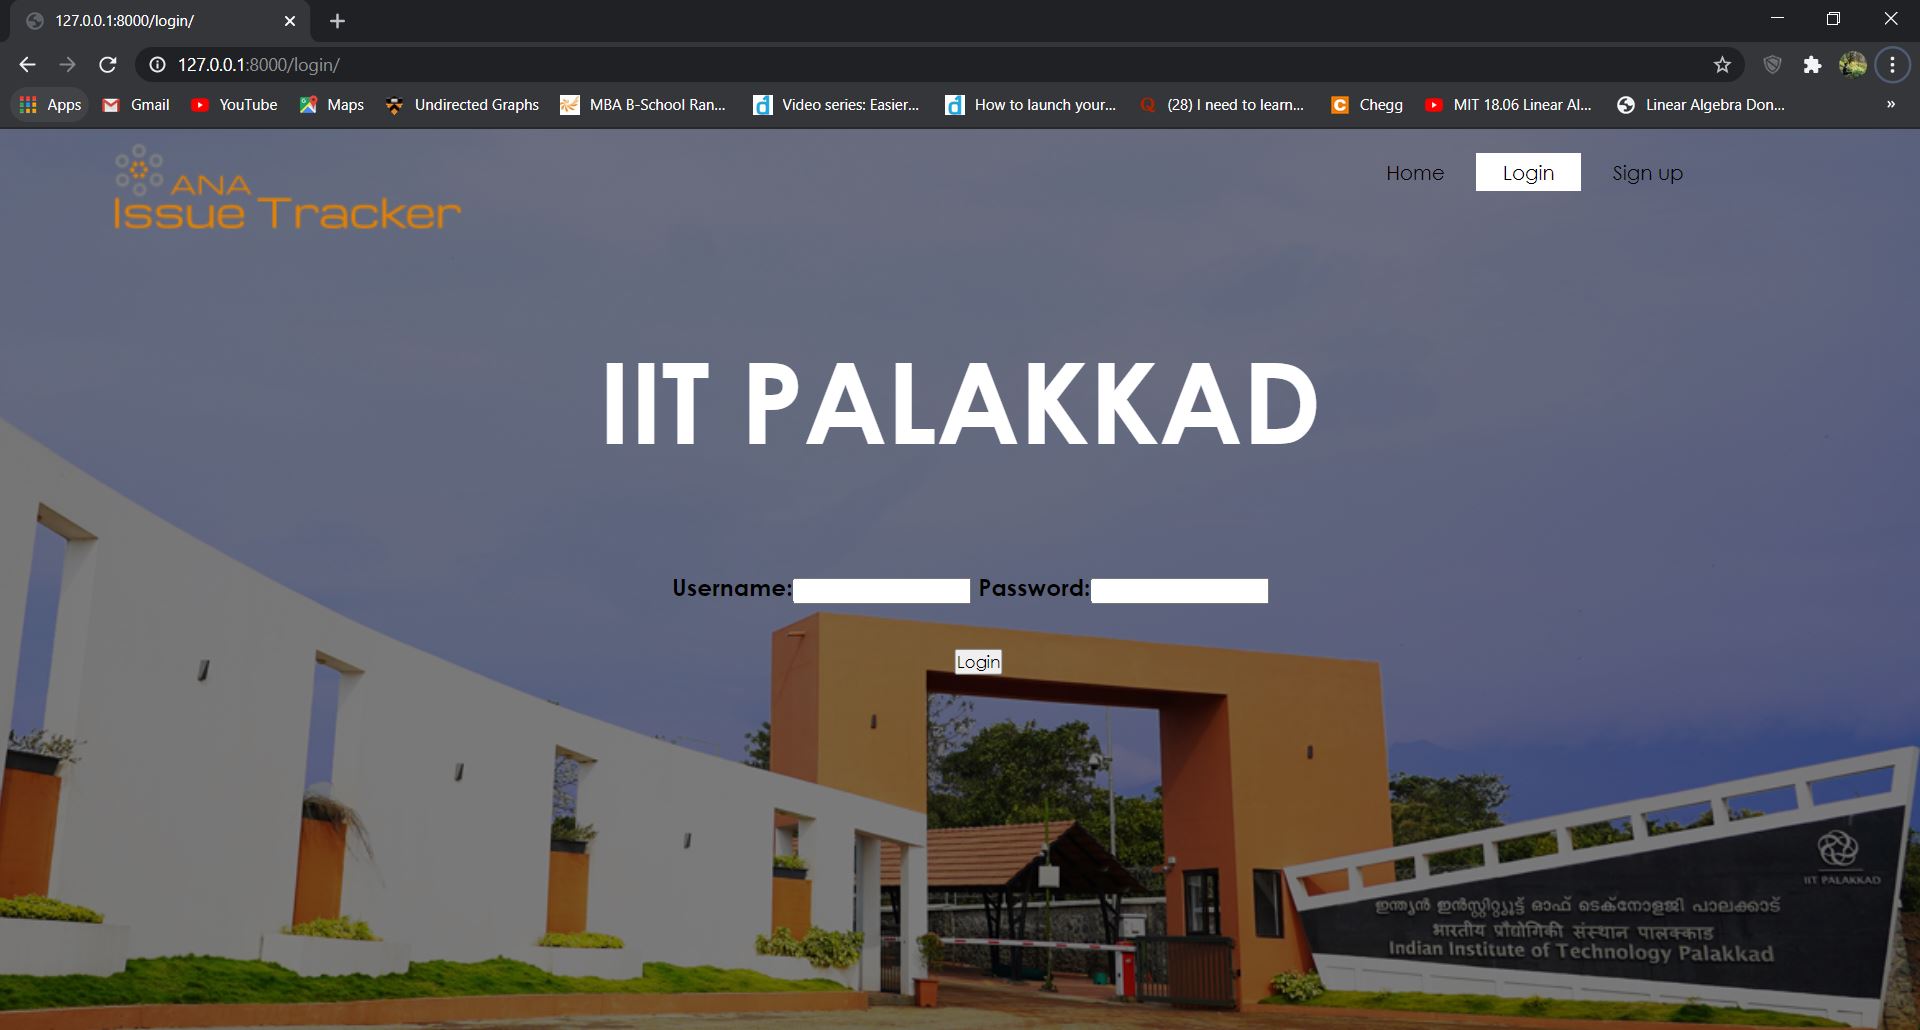 127.0.0.1:8000/login/
127.0.0.1:8000/login/
Apps Gmail YouTube Maps Undirected Graphs MBA B-School Ran... Video series: Easier... How to launch your... (28) I need to learn... Chegg MIT 18.06 Linear Al... Linear Algebra Don... »
ANA
Issue Tracker
Home Login Sign up
IIT PALAKKAD
Username: Password:
Login
IIT PALAKKAD
ഇന്ത്യൻ ഇൻസ്റ്റിറ്റ്യൂട്ട് ഓഫ് ടെക്നോളജി പാലക്കാട്
भारतीय प्रौद्योगिकी संस्थान पालक्काड
Indian Institute of Technology Palakkad